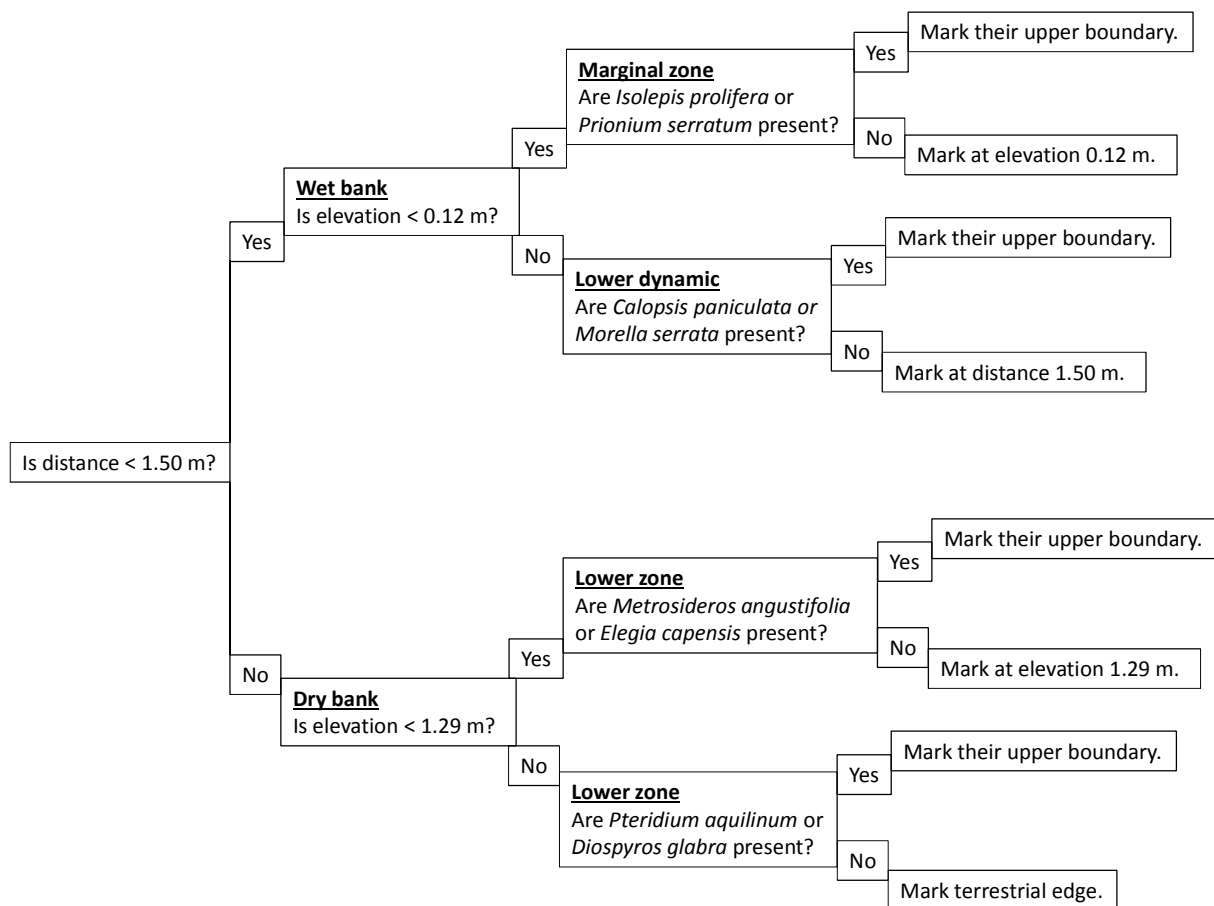 Is distance < 1.50 m?
Yes
Wet bank
Is elevation < 0.12 m?
Yes
Marginal zone
Are Isolepis prolifera or
Prionium serratum present?
Yes
Mark their upper boundary.
No
Mark at elevation 0.12 m.
No
Lower dynamic
Are Calopsis paniculata or
Morella serrata present?
Yes
Mark their upper boundary.
No
Mark at distance 1.50 m.
No
Dry bank
Is elevation < 1.29 m?
Yes
Lower zone
Are Metrosideros angustifolia
or Elegia capensis present?
Yes
Mark their upper boundary.
No
Mark at elevation 1.29 m.
No
Lower zone
Are Pteridium aquilinum or
Diospyros glabra present?
Yes
Mark their upper boundary.
No
Mark terrestrial edge.